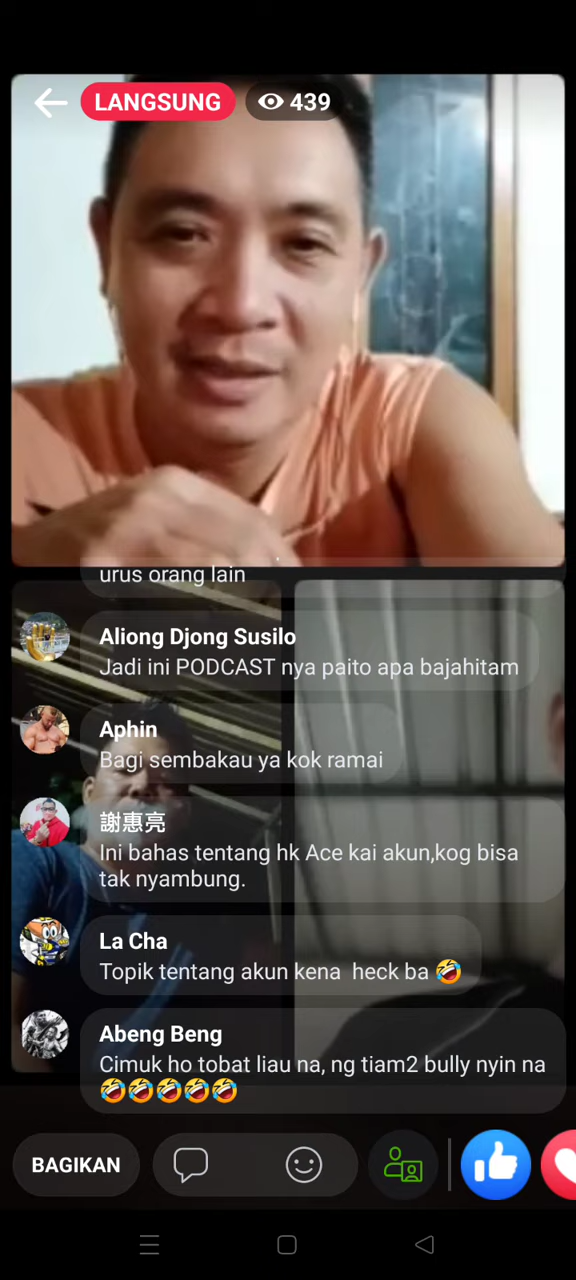 LANGSUNG
439
urus orang lain
Aliong Djong Susilo
Jadi ini PODCAST nya paito apa bajahitam
Aphin
Bagi sembakau ya kok ramai
謝惠亮
Ini bahas tentang hk Ace kai akun,kog bisa
tak nyambung.
La Cha
Topik tentang akun kena heck ba 🤣
Abeng Beng
Cimuk ho tobat liau na, ng tiam2 bully nyin na
🤣🤣🤣🤣🤣
BAGIKAN